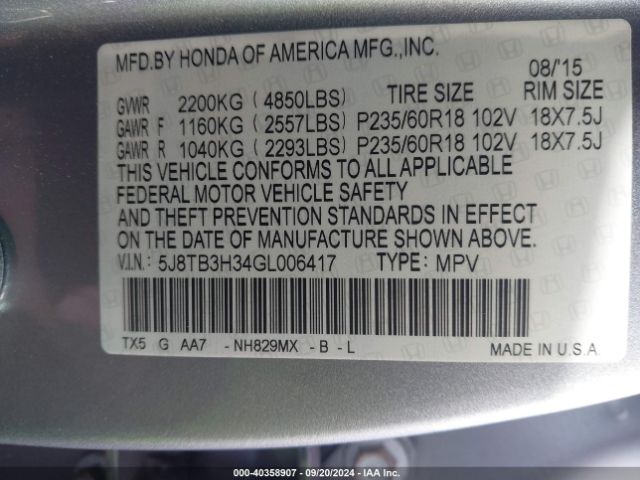 MFD.BY HONDA OF AMERICA MFG.,INC.
08/'15
GVWR 2200KG (4850LBS) TIRE SIZE RIM SIZE
GAWR F 1160KG (2557LBS) P235/60R18 102V 18X7.5J
GAWR R 1040KG (2293LBS) P235/60R18 102V 18X7.5J
THIS VEHICLE CONFORMS TO ALL APPLICABLE
FEDERAL MOTOR VEHICLE SAFETY
AND THEFT PREVENTION STANDARDS IN EFFECT
ON THE DATE OF MANUFACTURE SHOWN ABOVE.
V.I.N.: 5J8TB3H34GL006417 TYPE: MPV
TX5 G AA7 -NH829MX -B -L
MADE IN U.S.A.
20-40358907 - 09/20/2024 - IAA Inc.